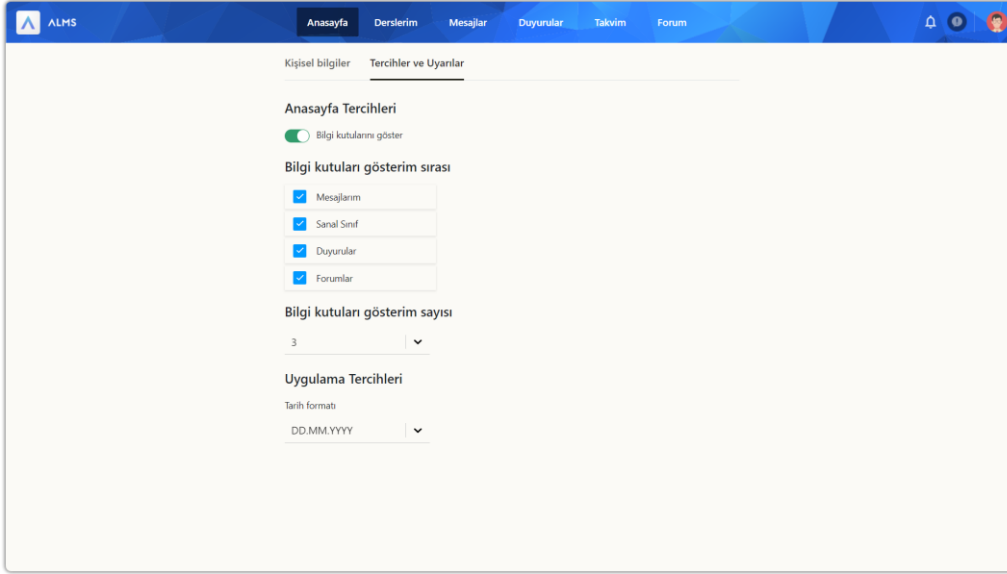 ALMS
Anasayfa Derslerim Mesajlar Duyurular Takvim Forum
Kişisel bilgiler Tercihler ve Uyarılar
Anasayfa Tercihleri
Bilgi kutularını göster
Bilgi kutuları gösterim sırası
Mesajlarım
Sanal Sınıf
Duyurular
Forumlar
Bilgi kutuları gösterim sayısı
3
Uygulama Tercihleri
Tarih formatı
DD.MM.YYYY